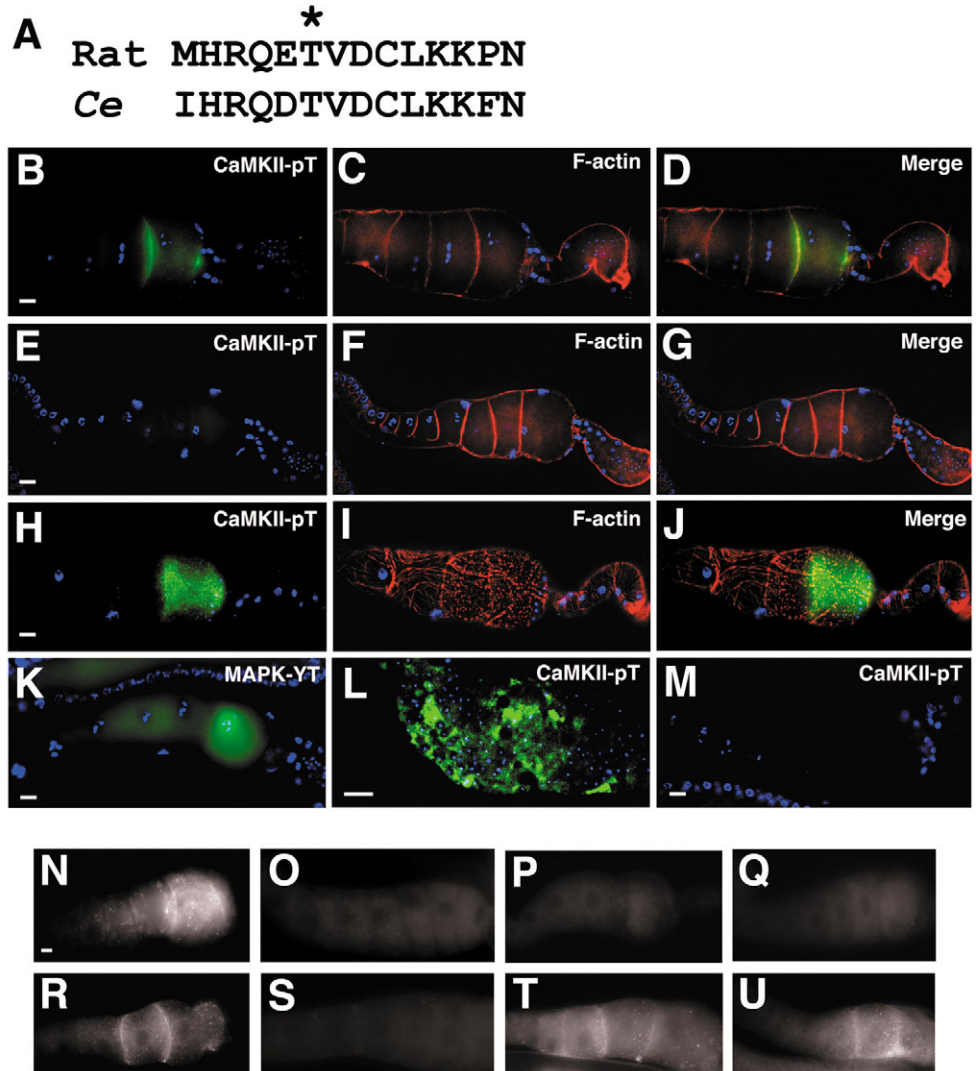 A
*
Rat MHRQETVDCLKKPN
Ce IHRQDTVDCLKKFN
B CaMKII-pT
C F-actin
D Merge
E CaMKII-pT
F F-actin
G Merge
H CaMKII-pT
I F-actin
J Merge
K MAPK-YT
L CaMKII-pT
M CaMKII-pT
N
O
P
Q
R
S
T
U